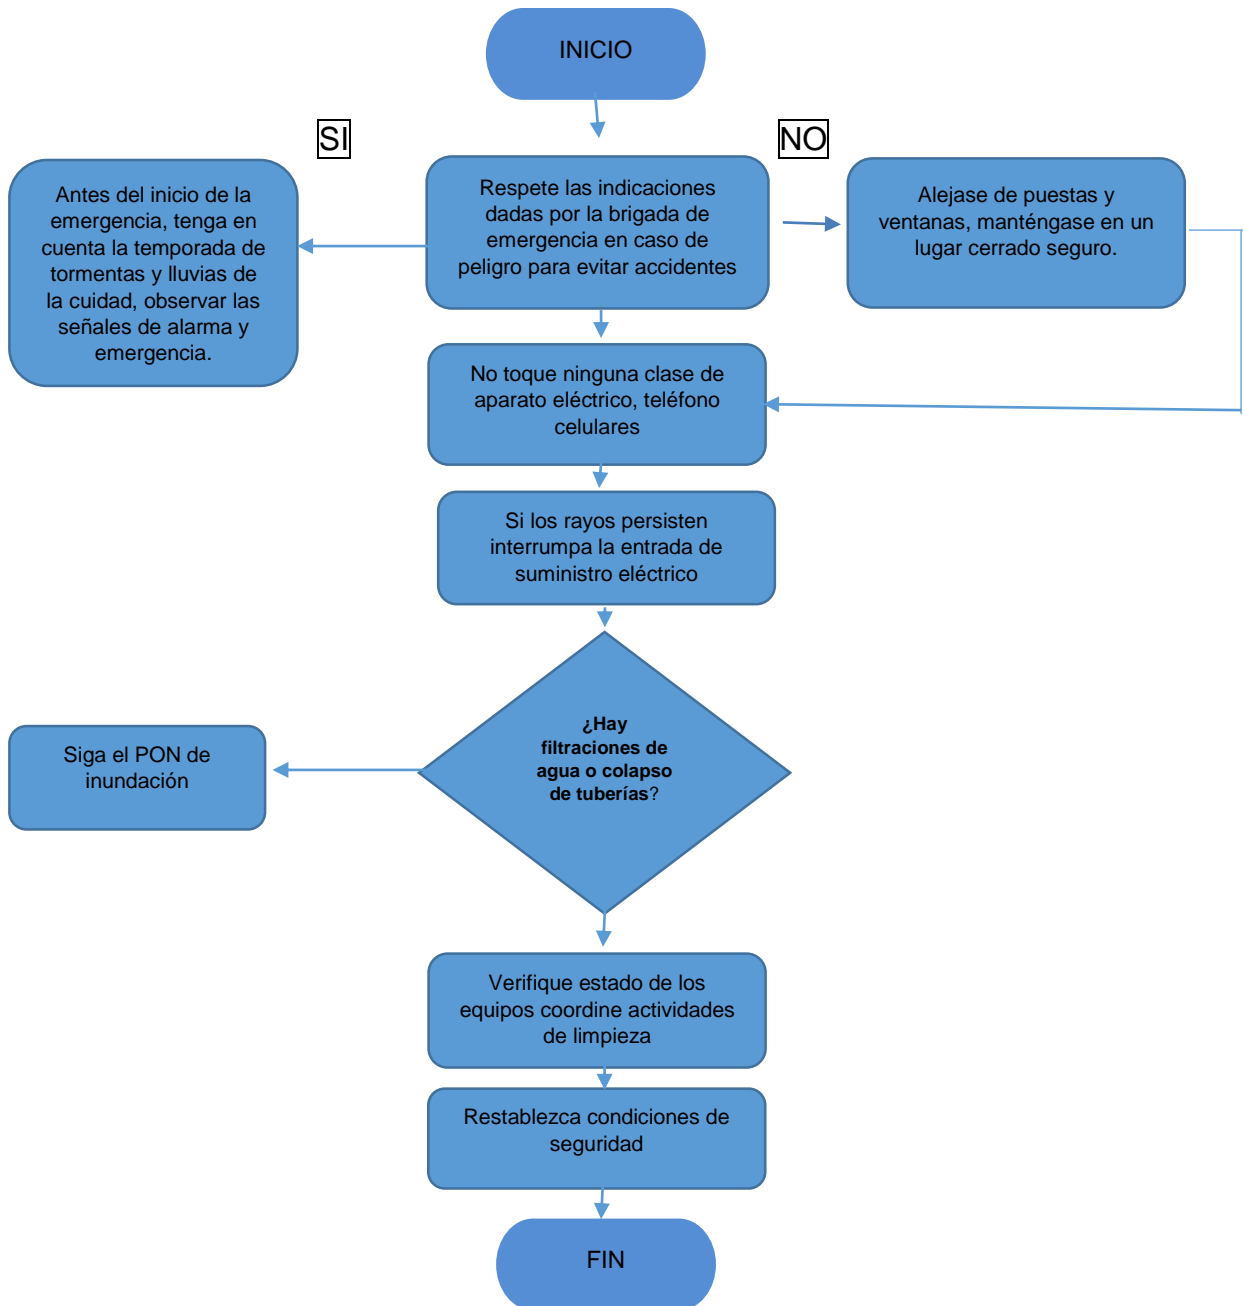 INICIO
SI
NO
Antes del inicio de la
emergencia, tenga en
cuenta la temporada de
tormentas y lluvias de
la cuidad, observar las
señales de alarma y
emergencia.
Respete las indicaciones
dadas por la brigada de
emergencia en caso de
peligro para evitar accidentes
Alejase de puestas y
ventanas, manténgase en un
lugar cerrado seguro.
No toque ninguna clase de
aparato eléctrico, teléfono
celulares
Si los rayos persisten
interrumpa la entrada de
suministro eléctrico
¿Hay
filtraciones de
agua o colapso
de tuberías?
Siga el PON de
inundación
Verifique estado de los
equipos coordine actividades
de limpieza
Restablezca condiciones de
seguridad
FIN